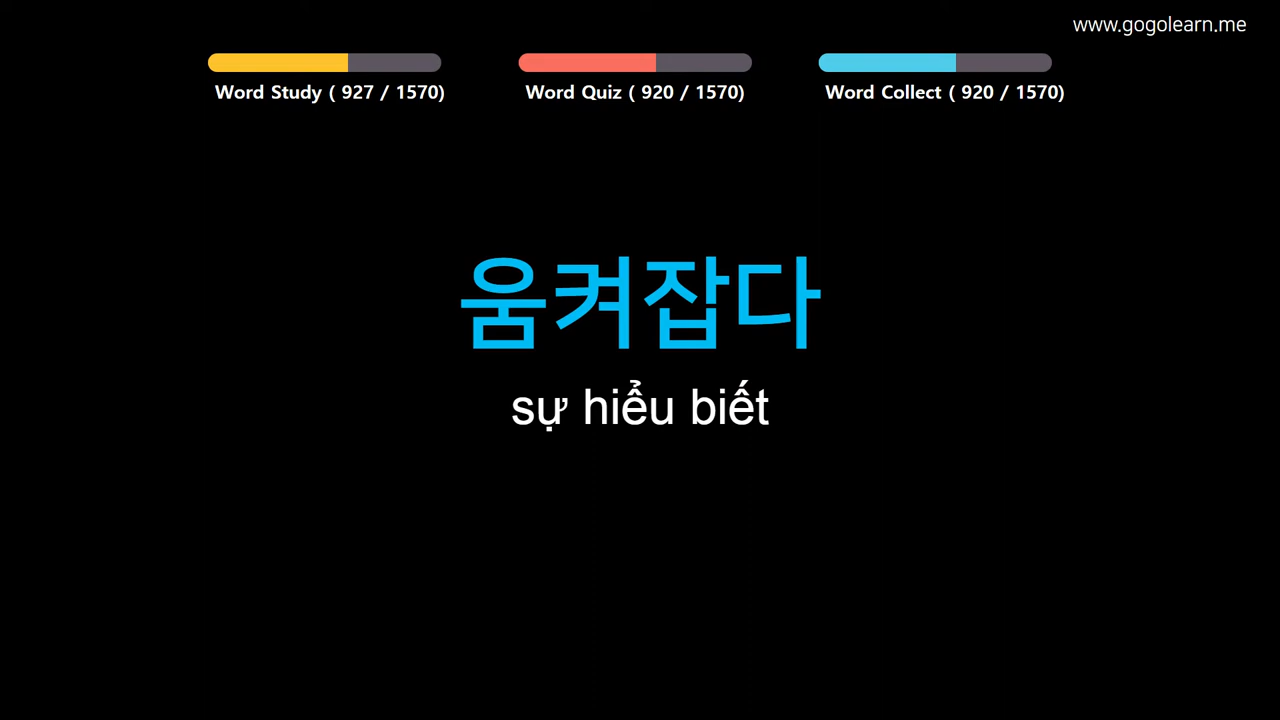 www.gogolearn.me
Word Study ( 927 / 1570)
Word Quiz ( 920 / 1570)
Word Collect ( 920 / 1570)
움켜잡다
sự hiểu biết